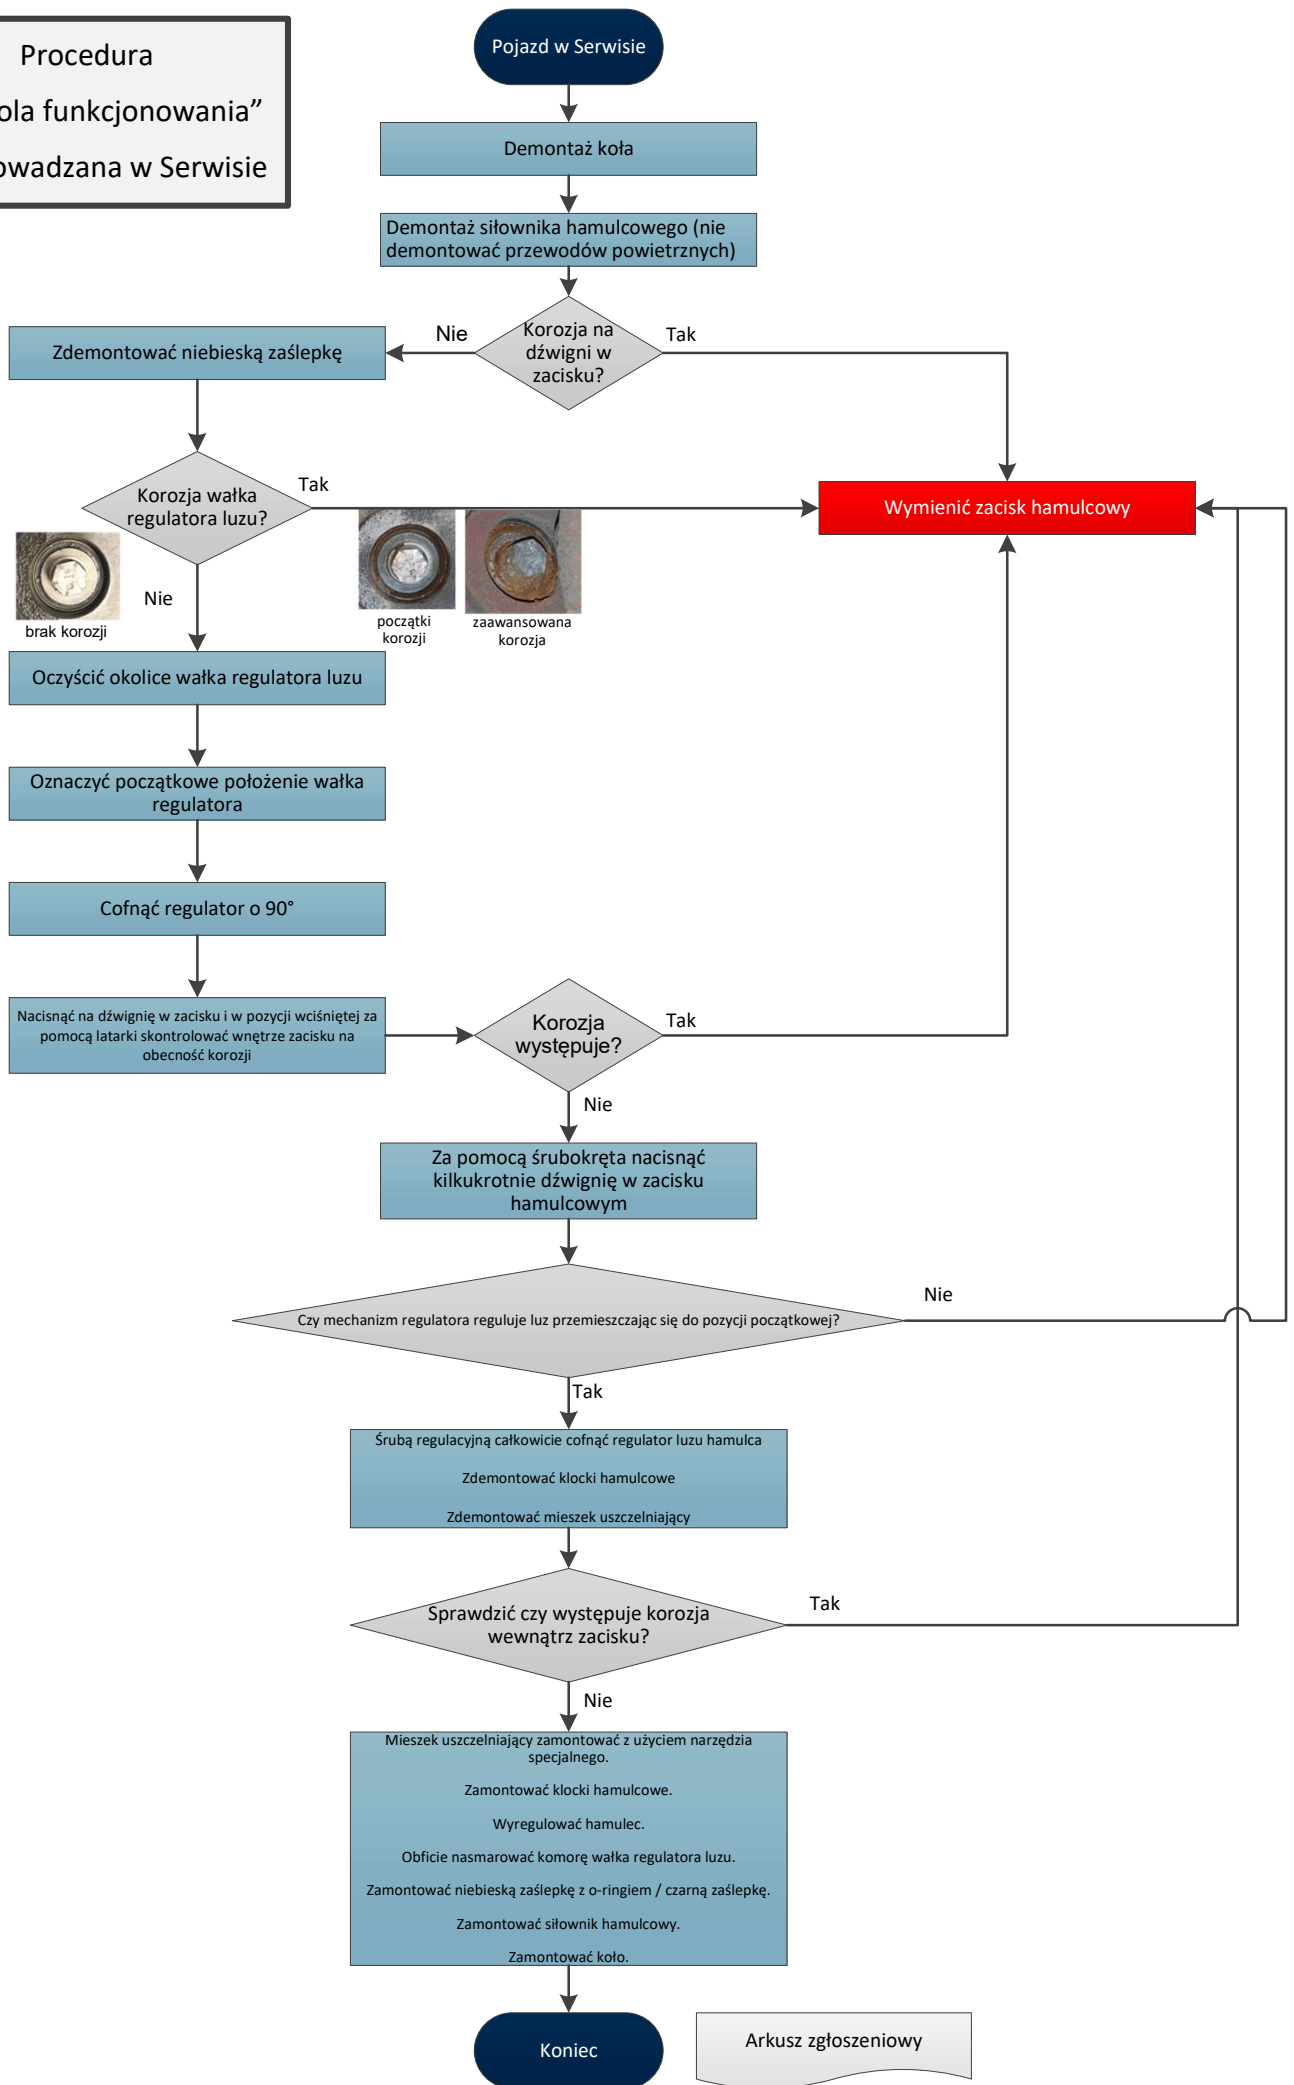 Procedura
ola funkcjonowania”
owadzana w Serwisie
Pojazd w Serwisie
Demontaż koła
Demontaż siłownika hamulcowego (nie
demontować przewodów powietrznych)
Korozja na
dźwigni w
zacisku?
Nie
Tak
Zdemontować niebieską zaślepkę
Korozja wałka
regulatora luzu?
Tak
Wymienić zacisk hamulcowy
brak korozji
Nie
początki
korozji
zaawansowana
korozja
Oczyścić okolice wałka regulatora luzu
Oznaczyć początkowe położenie wałka
regulatora
Cofnąć regulator o 90°
Nacisnąć na dźwignię w zacisku i w pozycji wciśniętej za
pomocą latarki skontrolować wnętrze zacisku na
obecność korozji
Korozja
występuje?
Tak
Nie
Za pomocą śrubokręta nacisnąć
kilkukrotnie dźwignię w zacisku
hamulcowym
Czy mechanizm regulatora reguluje luz przemieszczając się do pozycji początkowej?
Nie
Tak
Śrubą regulacyjną całkowicie cofnąć regulator luzu hamulca
Zdemontować klocki hamulcowe
Zdemontować mieszek uszczelniający
Sprawdzić czy występuje korozja
wewnątrz zacisku?
Tak
Nie
Mieszek uszczelniający zamontować z użyciem narzędzia
specjalnego.
Zamontować klocki hamulcowe.
Wyregulować hamulec.
Obficie nasmarować komorę wałka regulatora luzu.
Zamontować niebieską zaślepkę z o-ringiem / czarną zaślepkę.
Zamontować siłownik hamulcowy.
Zamontować koło.
Koniec
Arkusz zgłoszeniowy